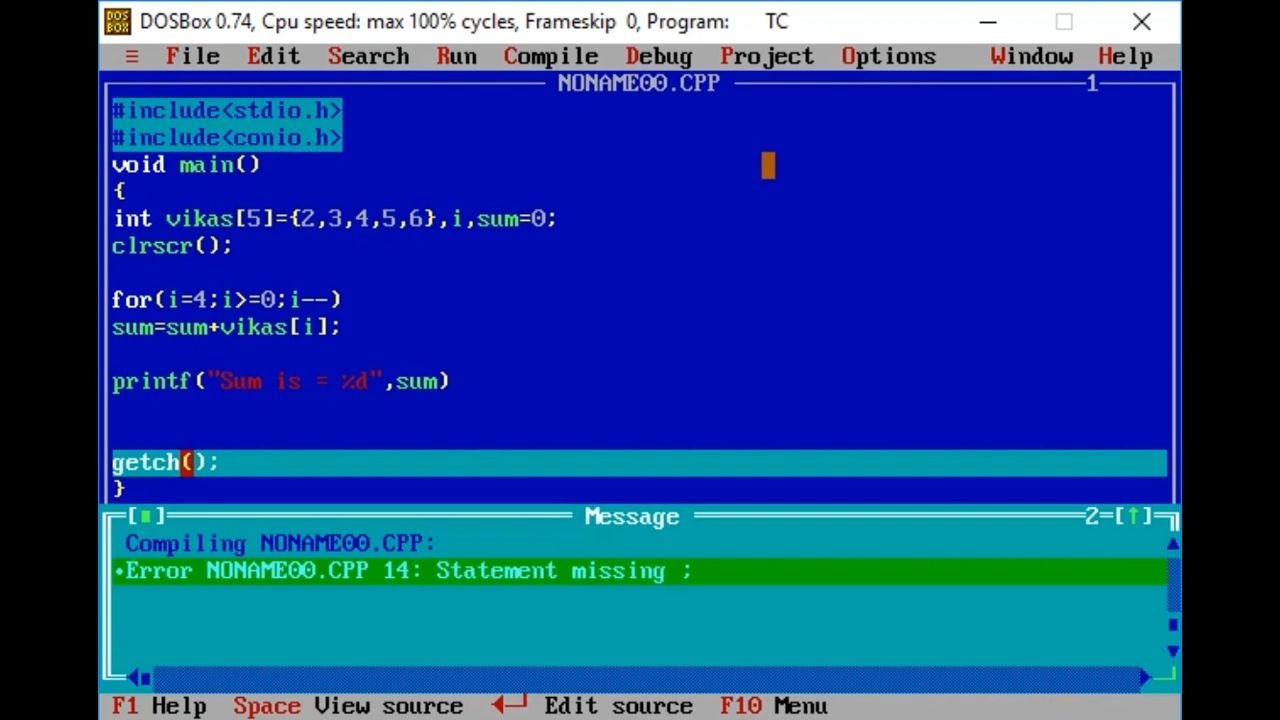 DOS BOX DOSBox 0.74, Cpu speed: max 100% cycles, Frameskip 0, Program: TC
≡ File Edit Search Run Compile Debug Project Options Window Help
NONAME00.CPP 1
#include<stdio.h>
#include<conio.h>
void main()
{
int vikas[5]={2,3,4,5,6},i,sum=0;
clrscr();
for(i=4;i>=0;i--)
sum=sum+vikas[i];
printf("Sum is = %d",sum)
getch();
}
[■] Message 2=[↑]
Compiling NONAME00.CPP:
•Error NONAME00.CPP 14: Statement missing ;
F1 Help Space View source ◄─┘ Edit source F10 Menu